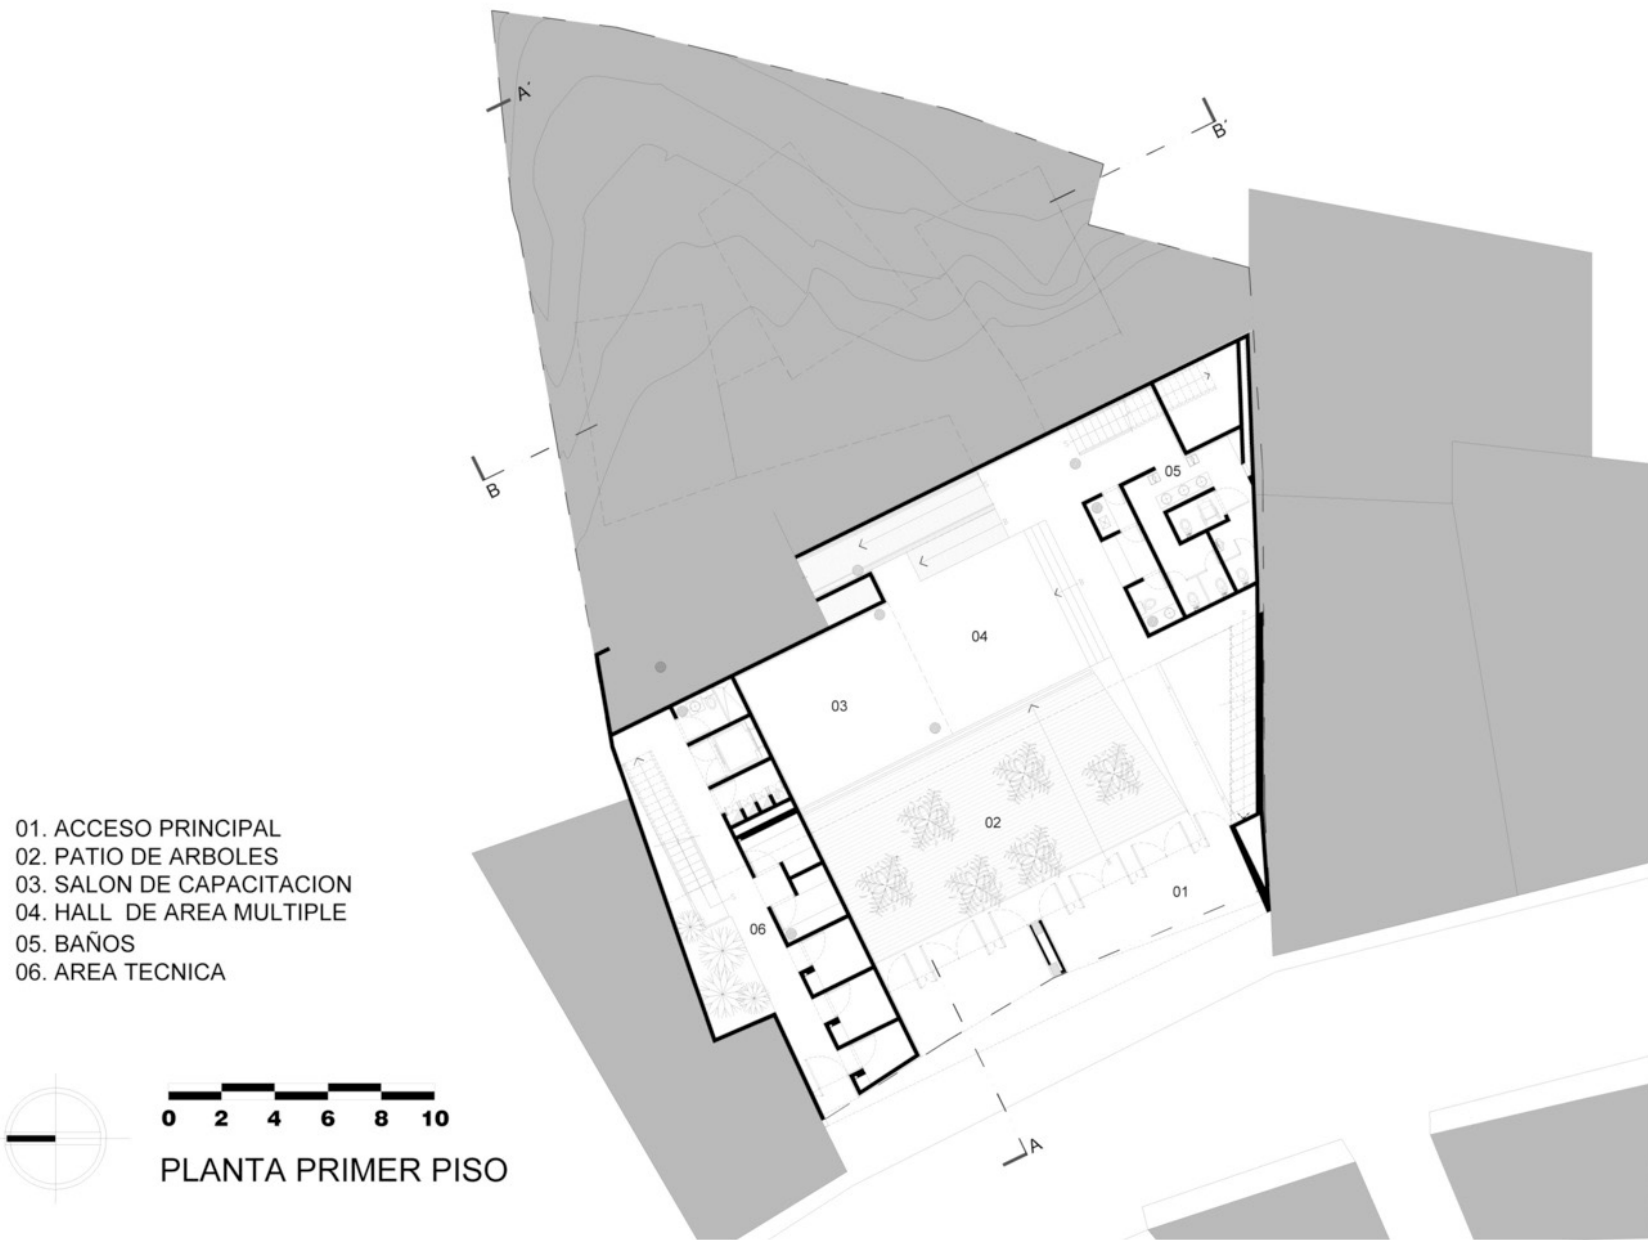 A´
B´
B
05
04
03
02
01
06
01. ACCESO PRINCIPAL
02. PATIO DE ARBOLES
03. SALON DE CAPACITACION
04. HALL DE AREA MULTIPLE
05. BAÑOS
06. AREA TECNICA
0 2 4 6 8 10
A
PLANTA PRIMER PISO